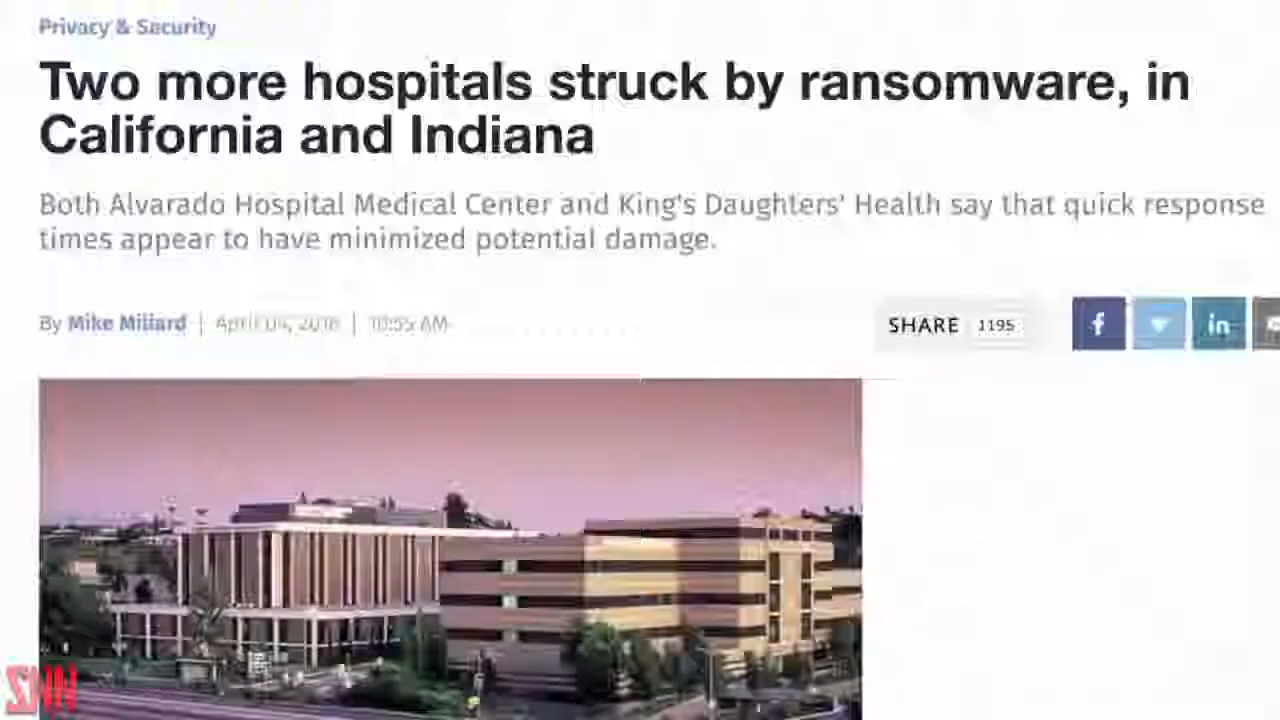 Privacy & Security
Two more hospitals struck by ransomware, in
California and Indiana
Both Alvarado Hospital Medical Center and King's Daughters' Health say that quick response
times appear to have minimized potential damage.
By Mike Miliard | April 04, 2016 | 10:55 AM
SHARE 1195
f
in
SNN